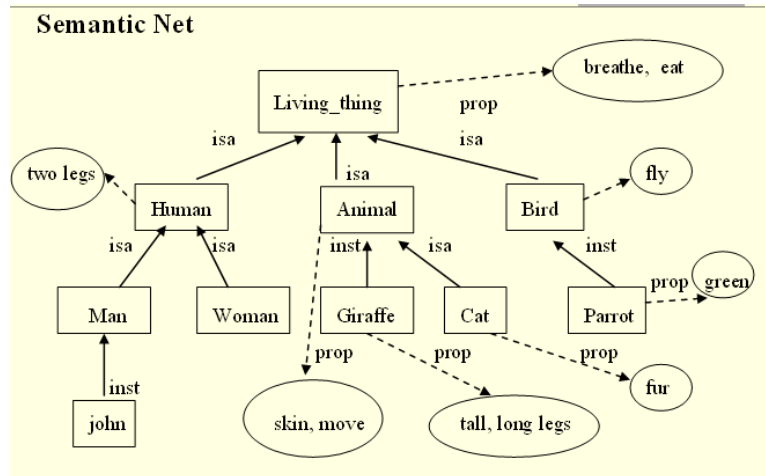 Semantic Net
breathe, eat
Living_thing
prop
isa
isa
isa
two legs
fly
Human
Animal
Bird
isa
isa
inst
isa
inst
prop
green
Man
Woman
Giraffe
Cat
Parrot
prop
prop
prop
inst
fur
john
skin, move
tall, long legs